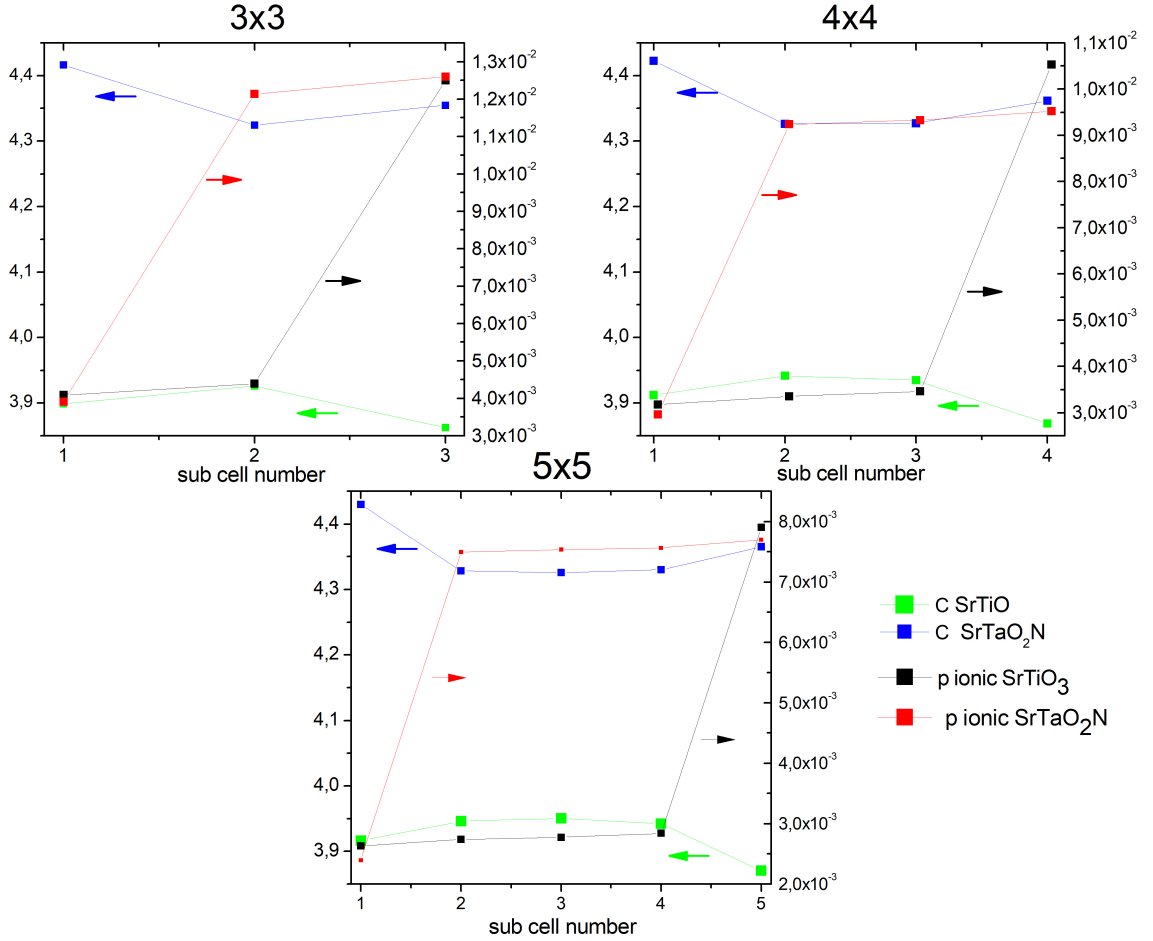 3x3
4,4
4,3
4,2
4,1
4,0
3,9
1,3x10⁻²
1,2x10⁻²
1,1x10⁻²
1,0x10⁻²
9,0x10⁻³
8,0x10⁻³
7,0x10⁻³
6,0x10⁻³
5,0x10⁻³
4,0x10⁻³
3,0x10⁻³
1 2 3
sub cell number
4x4
4,4
4,3
4,2
4,1
4,0
3,9
1,1x10⁻²
1,0x10⁻²
9,0x10⁻³
8,0x10⁻³
7,0x10⁻³
6,0x10⁻³
5,0x10⁻³
4,0x10⁻³
3,0x10⁻³
1 2 3 4
sub cell number
5x5
4,4
4,3
4,2
4,1
4,0
3,9
8,0x10⁻³
7,0x10⁻³
6,0x10⁻³
5,0x10⁻³
4,0x10⁻³
3,0x10⁻³
2,0x10⁻³
1 2 3 4 5
sub cell number
C SrTiO
C SrTaO₂N
p ionic SrTiO₃
p ionic SrTaO₂N